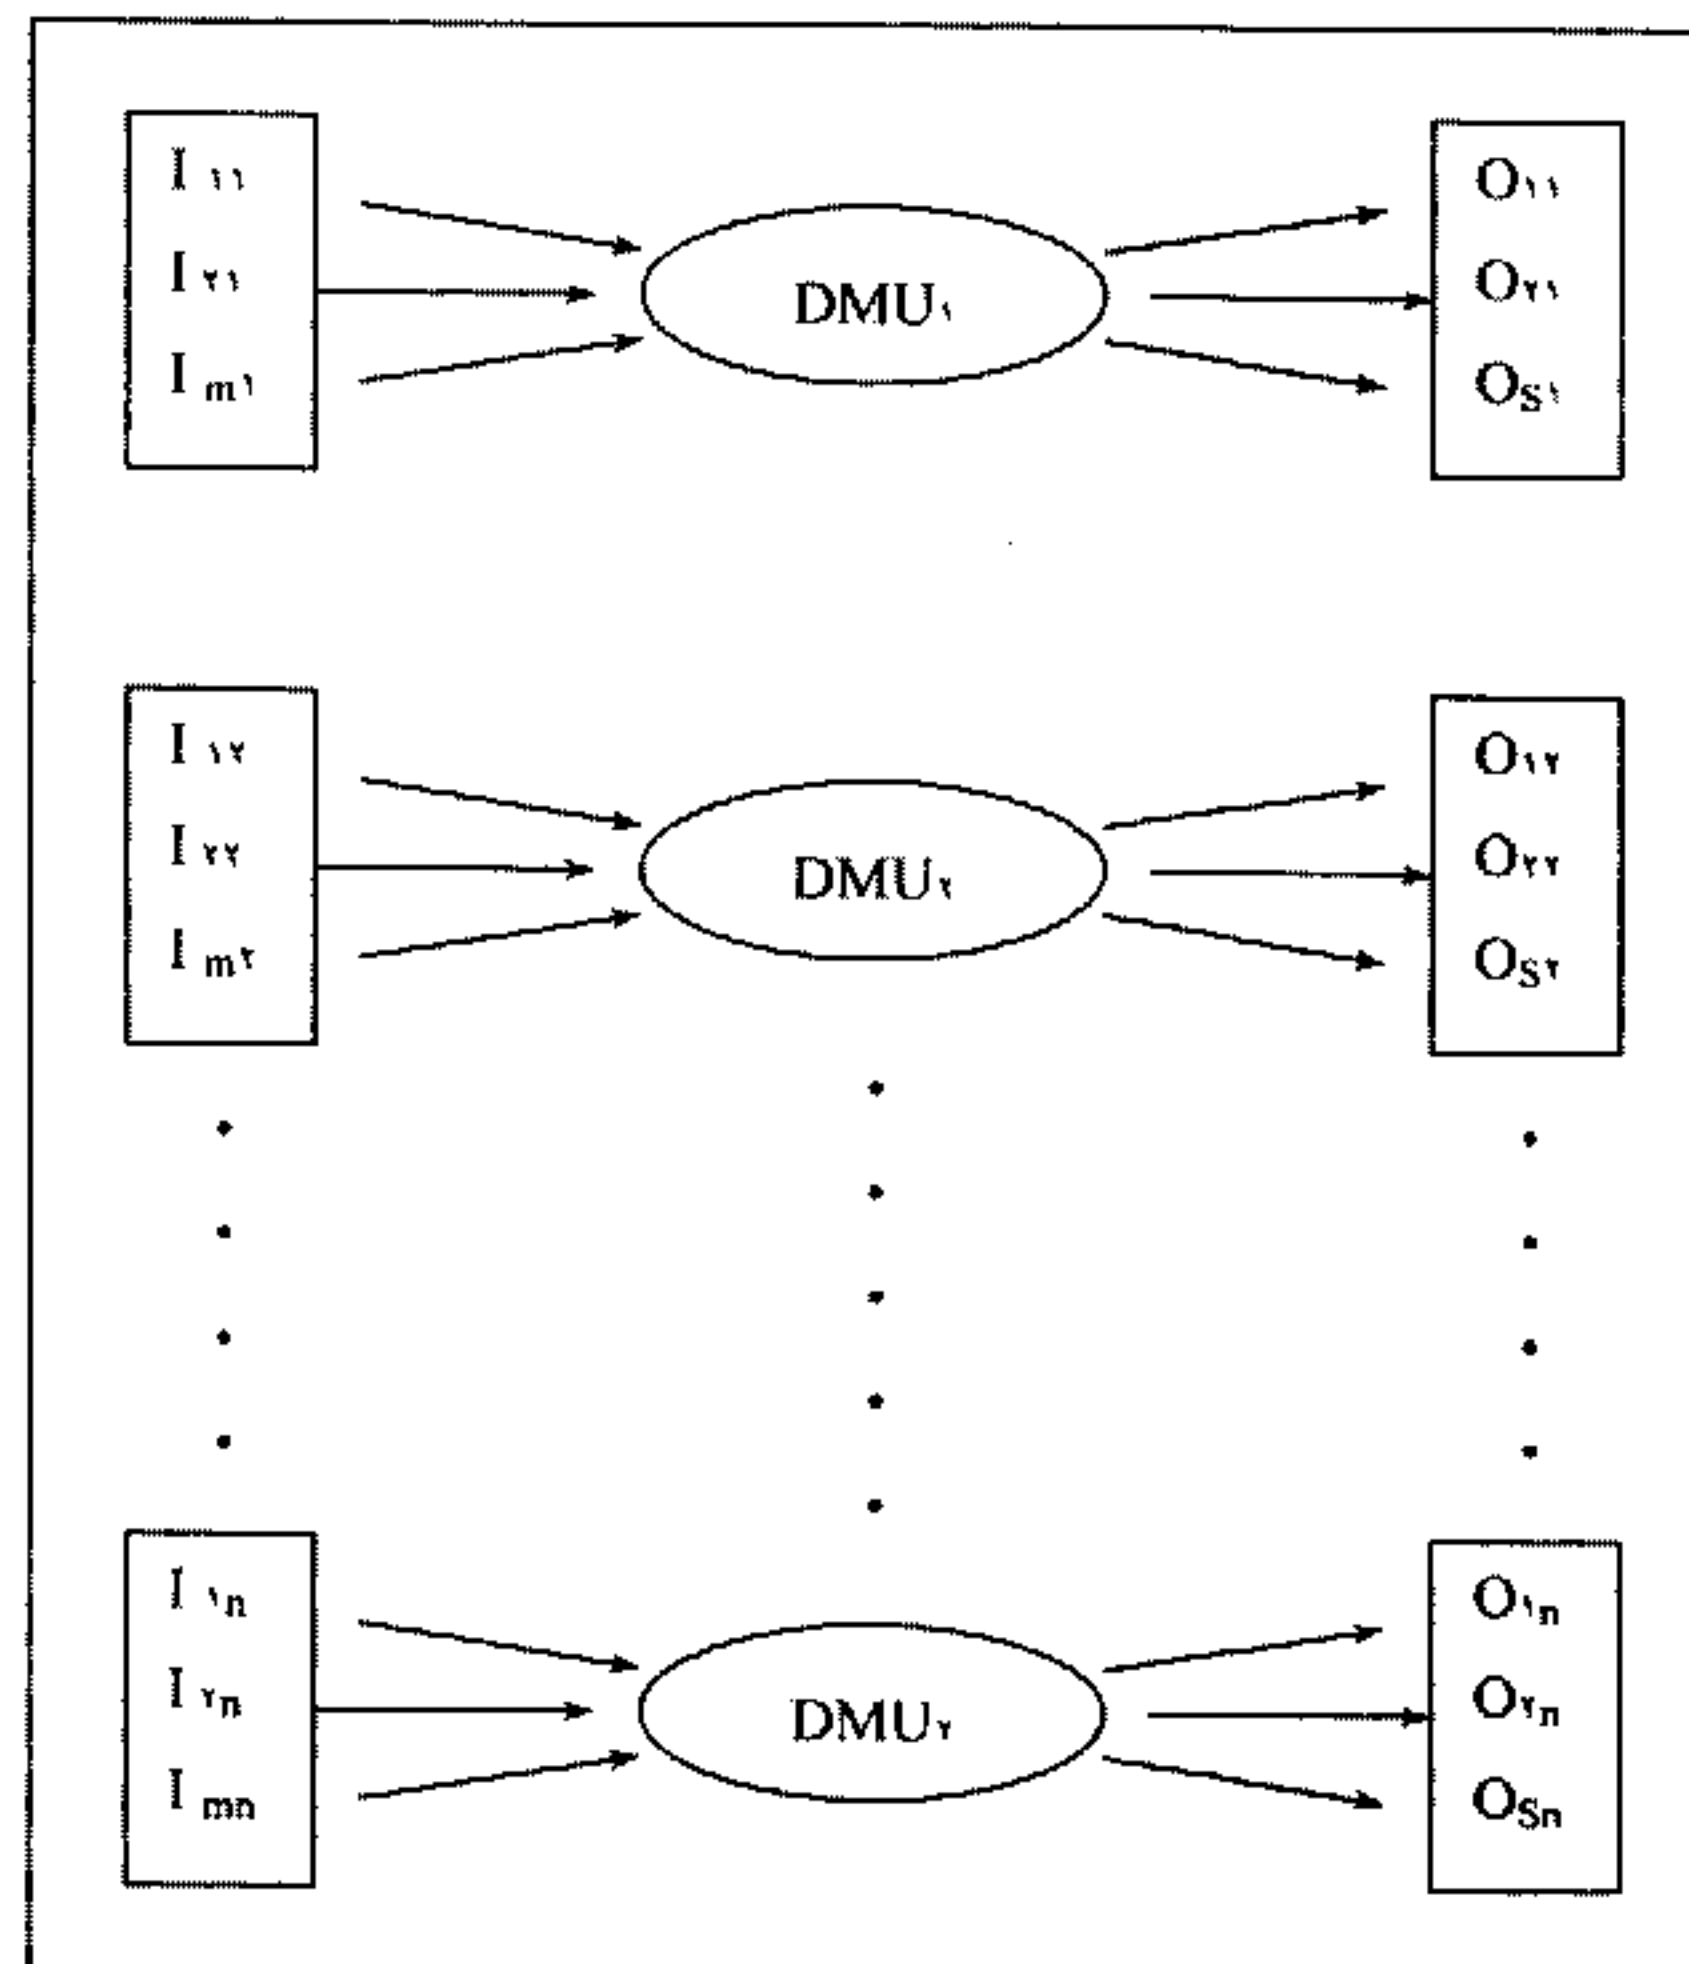 I ۱۱
I ۲۱
I m۱
DMU۱
O۱۱
O۲۱
OS۱
I ۱۲
I ۲۲
I m۲
DMU۲
O۱۲
O۲۲
OS۲
I ۱n
I ۲n
I mn
DMU۲
O۱n
O۲n
OSn